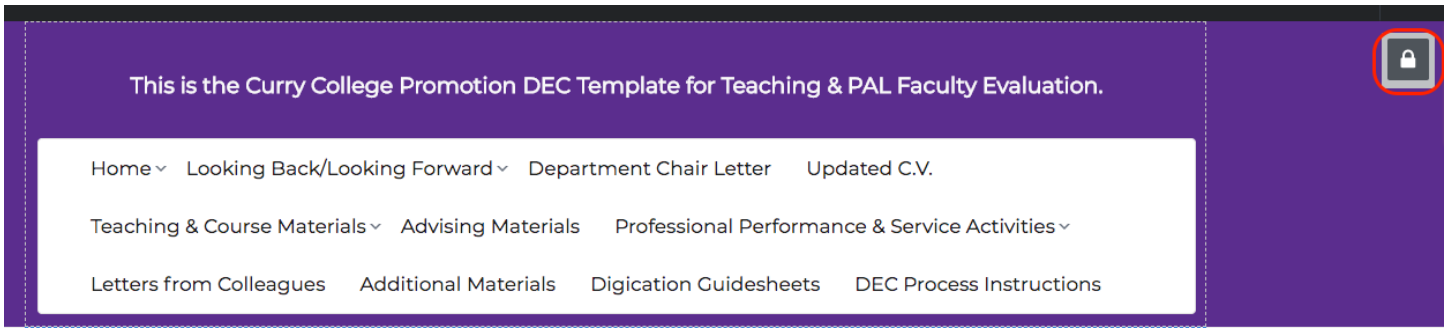 This is the Curry College Promotion DEC Template for Teaching & PAL Faculty Evaluation.
Home Looking Back/Looking Forward Department Chair Letter Updated C.V.
Teaching & Course Materials Advising Materials Professional Performance & Service Activities
Letters from Colleagues Additional Materials Digication Guidesheets DEC Process Instructions